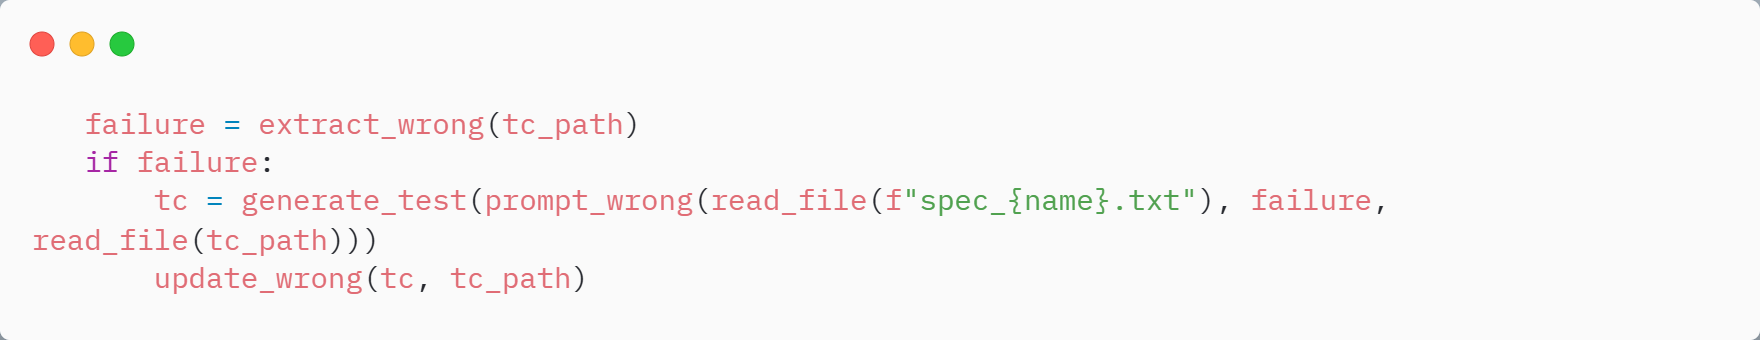 failure = extract_wrong(tc_path)
if failure:
tc = generate_test(prompt_wrong(read_file(f"spec_{name}.txt"), failure,
read_file(tc_path)))
update_wrong(tc, tc_path)